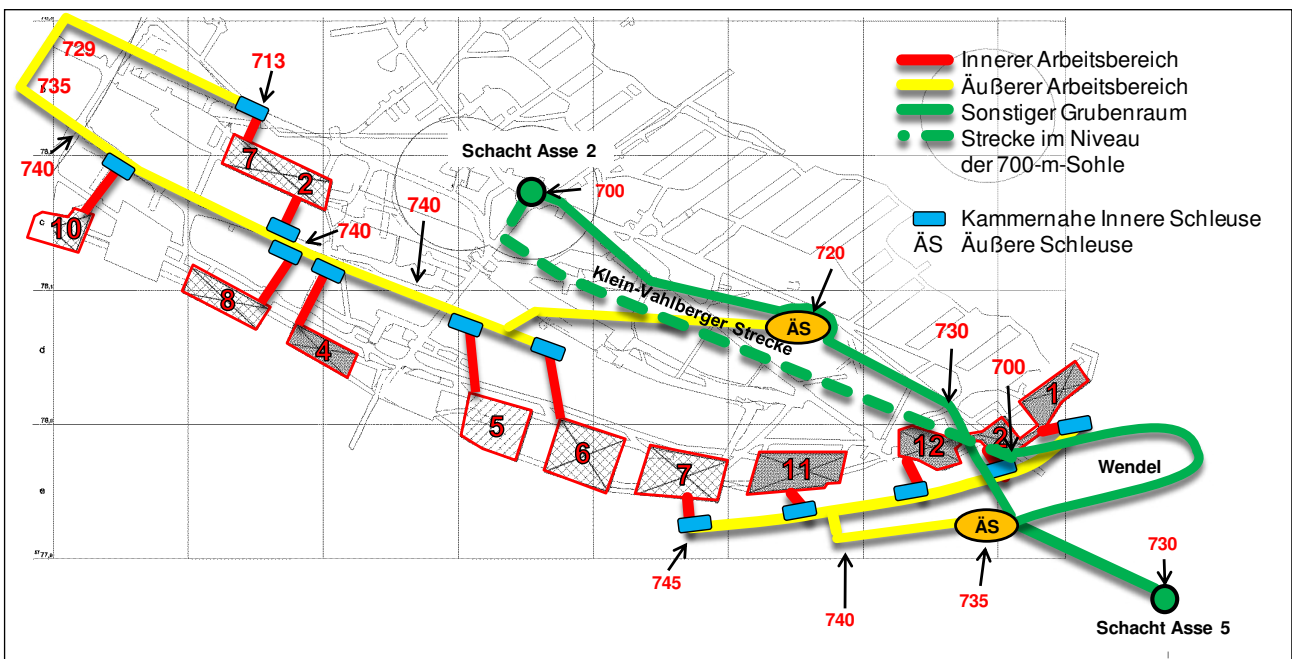 729
713
Innerer Arbeitsbereich
Äußerer Arbeitsbereich
Sonstiger Grubenraum
Strecke im Niveau
der 700-m-Sohle
735
Schacht Asse 2
7
740
2
700
Kammernahe Innere Schleuse
ÄS Äußere Schleuse
10
740
740
720
8
Klein-Vahlberger Strecke
ÄS
4
730
700
1
5
6
12
2
7
11
Wendel
ÄS
745
740
735
730
Schacht Asse 5
c
d
e